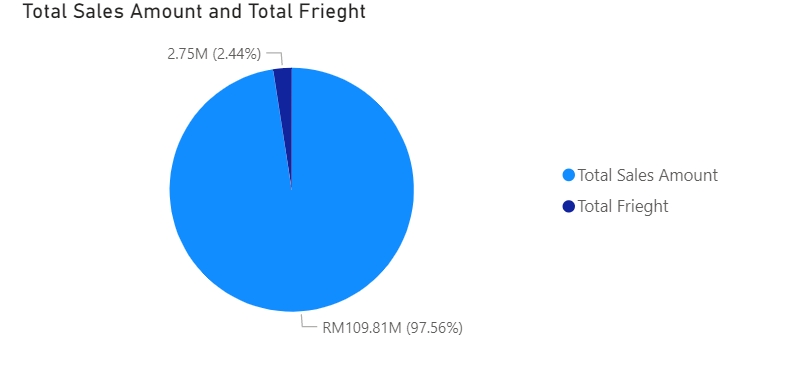 Total Sales Amount and Total Frieght
2.75M (2.44%)
Total Sales Amount
Total Frieght
RM109.81M (97.56%)